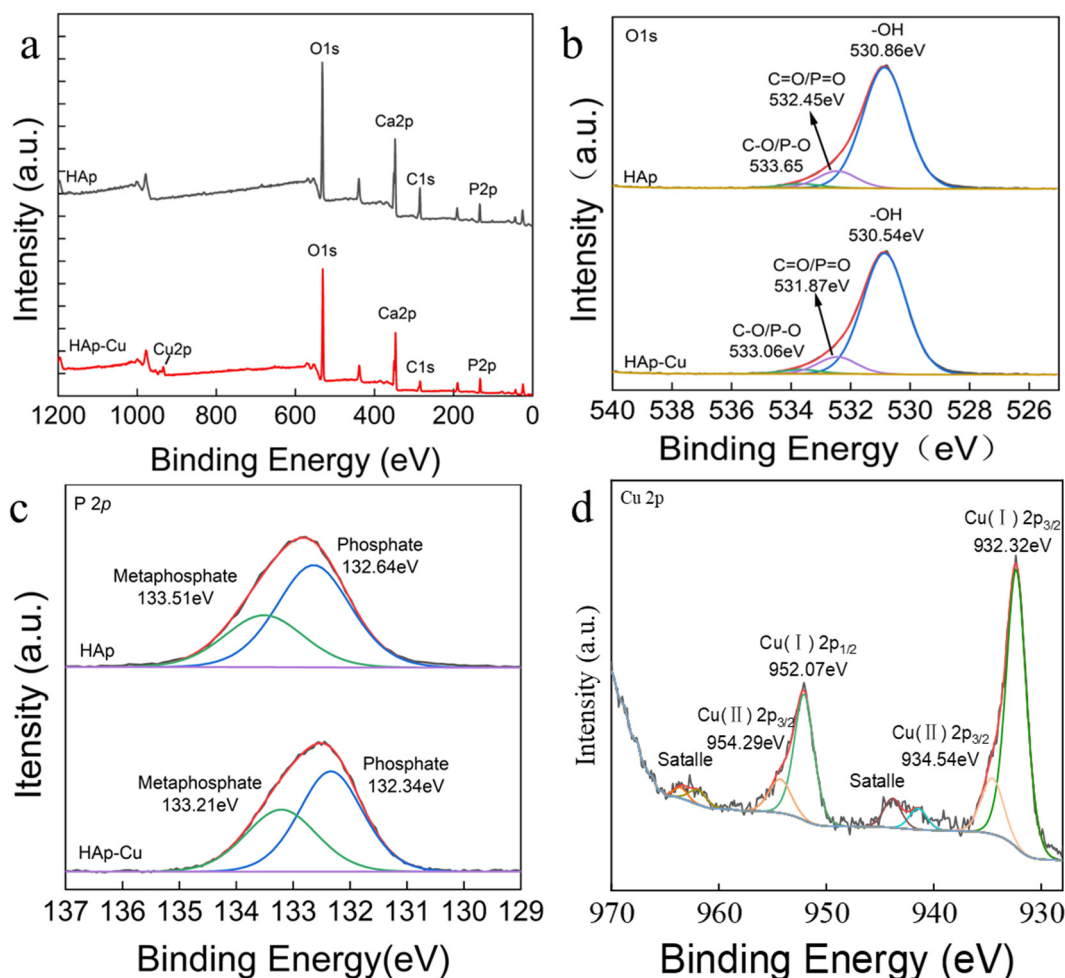 a
O1s
Ca2p
C1s
P2p
HAp
O1s
Ca2p
C1s
P2p
HAp-Cu
Cu2p
1200 1000 800 600 400 200 0
Binding Energy (eV)
Intensity (a.u.)
b
O1s
-OH
530.86eV
C=O/P=O
532.45eV
C-O/P-O
533.65
HAp
-OH
530.54eV
C=O/P=O
531.87eV
C-O/P-O
533.06eV
HAp-Cu
540 538 536 534 532 530 528 526
Binding Energy（eV）
Intensity（a.u.）
c
P 2p
Phosphate
132.64eV
Metaphosphate
133.51eV
HAp
Phosphate
132.34eV
Metaphosphate
133.21eV
HAp-Cu
137 136 135 134 133 132 131 130 129
Binding Energy(eV)
Itensity (a.u.)
d
Cu 2p
Cu(Ⅰ) 2p3/2
932.32eV
Cu(Ⅰ) 2p1/2
952.07eV
Cu(Ⅱ) 2p3/2
954.29eV
Cu(Ⅱ) 2p3/2
934.54eV
Satalle
Satalle
970 960 950 940 930
Binding Energy (eV)
Intensity (a.u.)